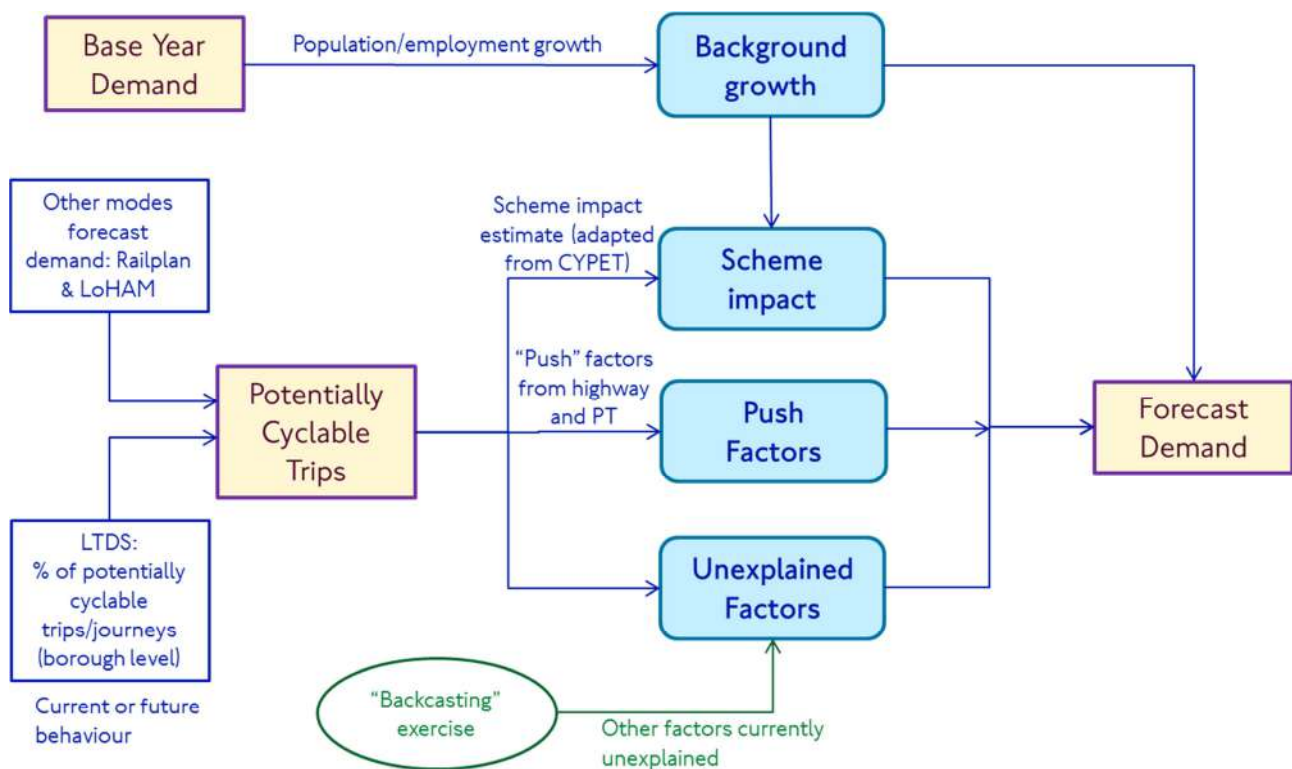 Base Year
Demand
Population/employment growth
Background
growth
Other modes
forecast
demand: Railplan
& LoHAM
Scheme impact
estimate (adapted
from CYPET)
Scheme
impact
Potentially
Cyclable
Trips
“Push” factors
from highway
and PT
Push
Factors
Forecast
Demand
LTDS:
% of potentially
cyclable
trips/journeys
(borough level)
Unexplained
Factors
Current or future
behaviour
“Backcasting”
exercise
Other factors currently
unexplained